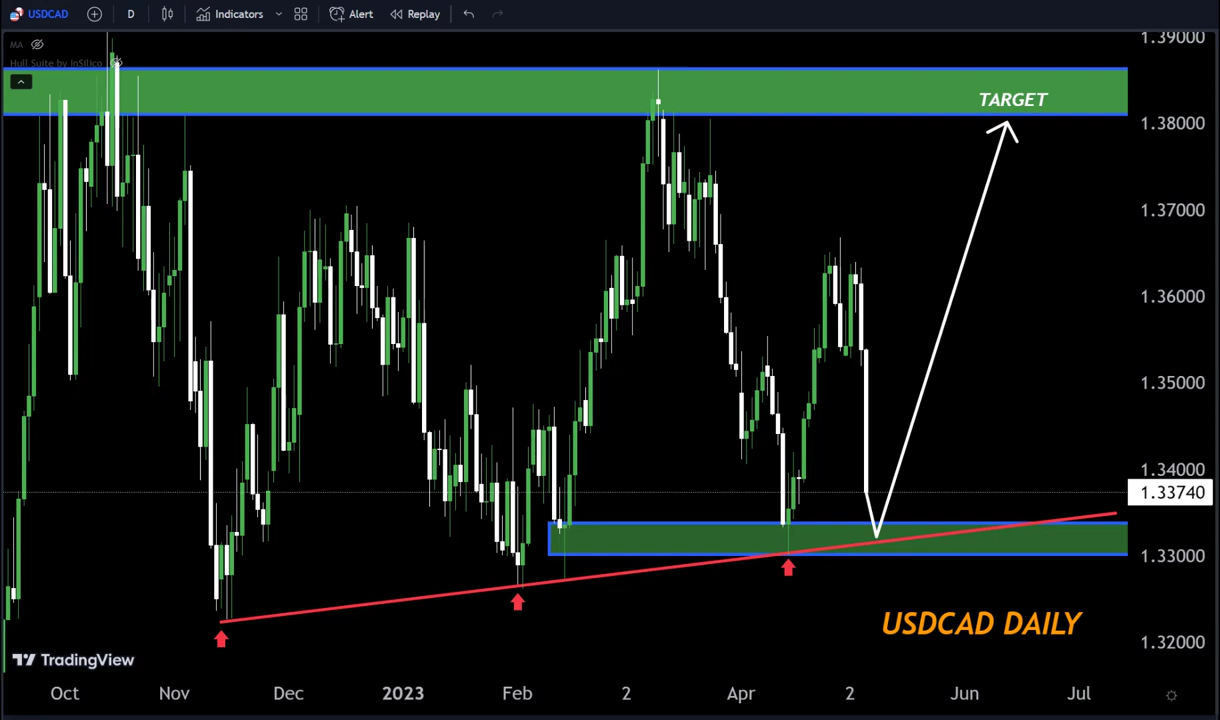 USDCAD
D
Indicators
Alert
Replay
MA
Hull Suite by InSilico
1.39000
TARGET
1.38000
1.37000
1.36000
1.35000
1.34000
1.33740
1.33000
USDCAD DAILY
1.32000
TradingView
Oct Nov Dec 2023 Feb 2 Apr 2 Jun Jul